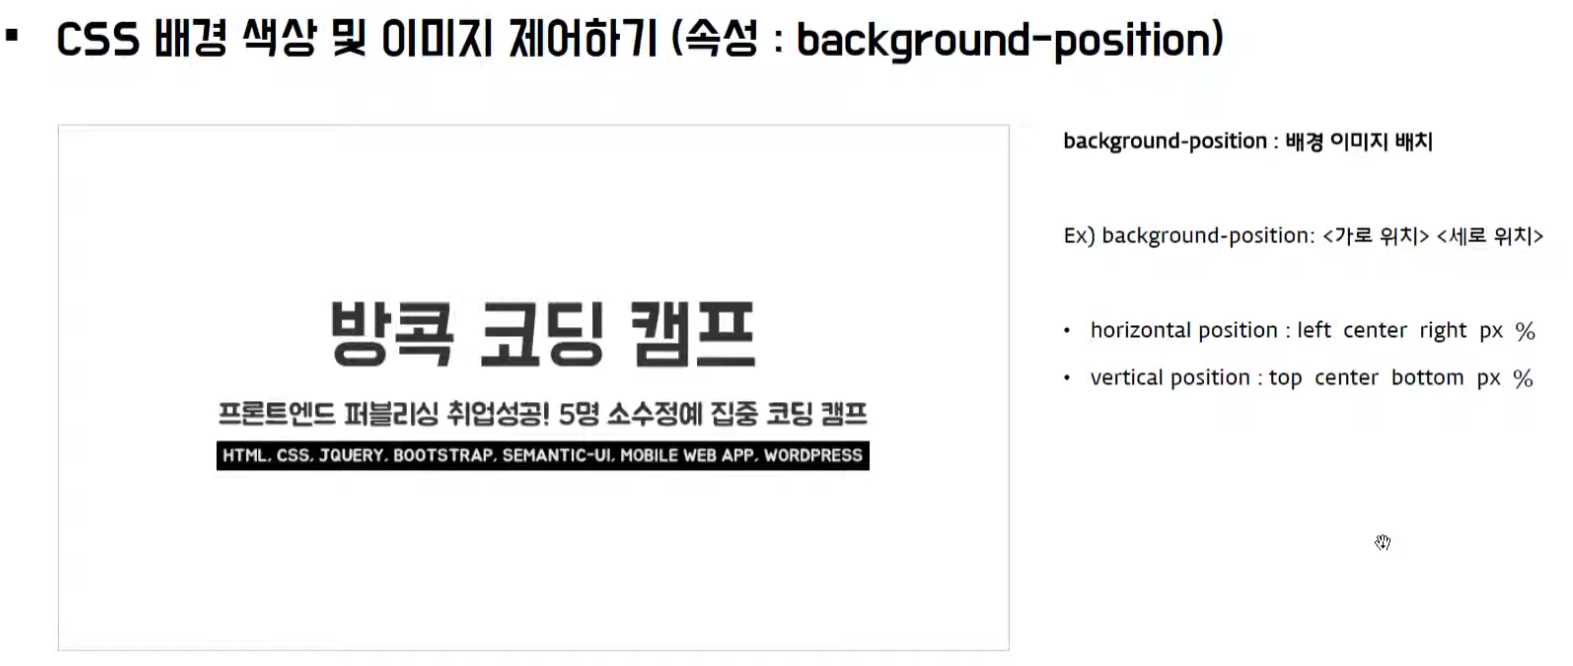 ▪ CSS 배경 색상 및 이미지 제어하기 (속성 : background-position)
방콕 코딩 캠프
프론트엔드 퍼블리싱 취업성공! 5명 소수정예 집중 코딩 캠프
HTML, CSS, JQUERY, BOOTSTRAP, SEMANTIC-UI, MOBILE WEB APP, WORDPRESS
background-position : 배경 이미지 배치
Ex) background-position: <가로 위치> <세로 위치>
• horizontal position : left center right px %
• vertical position : top center bottom px %